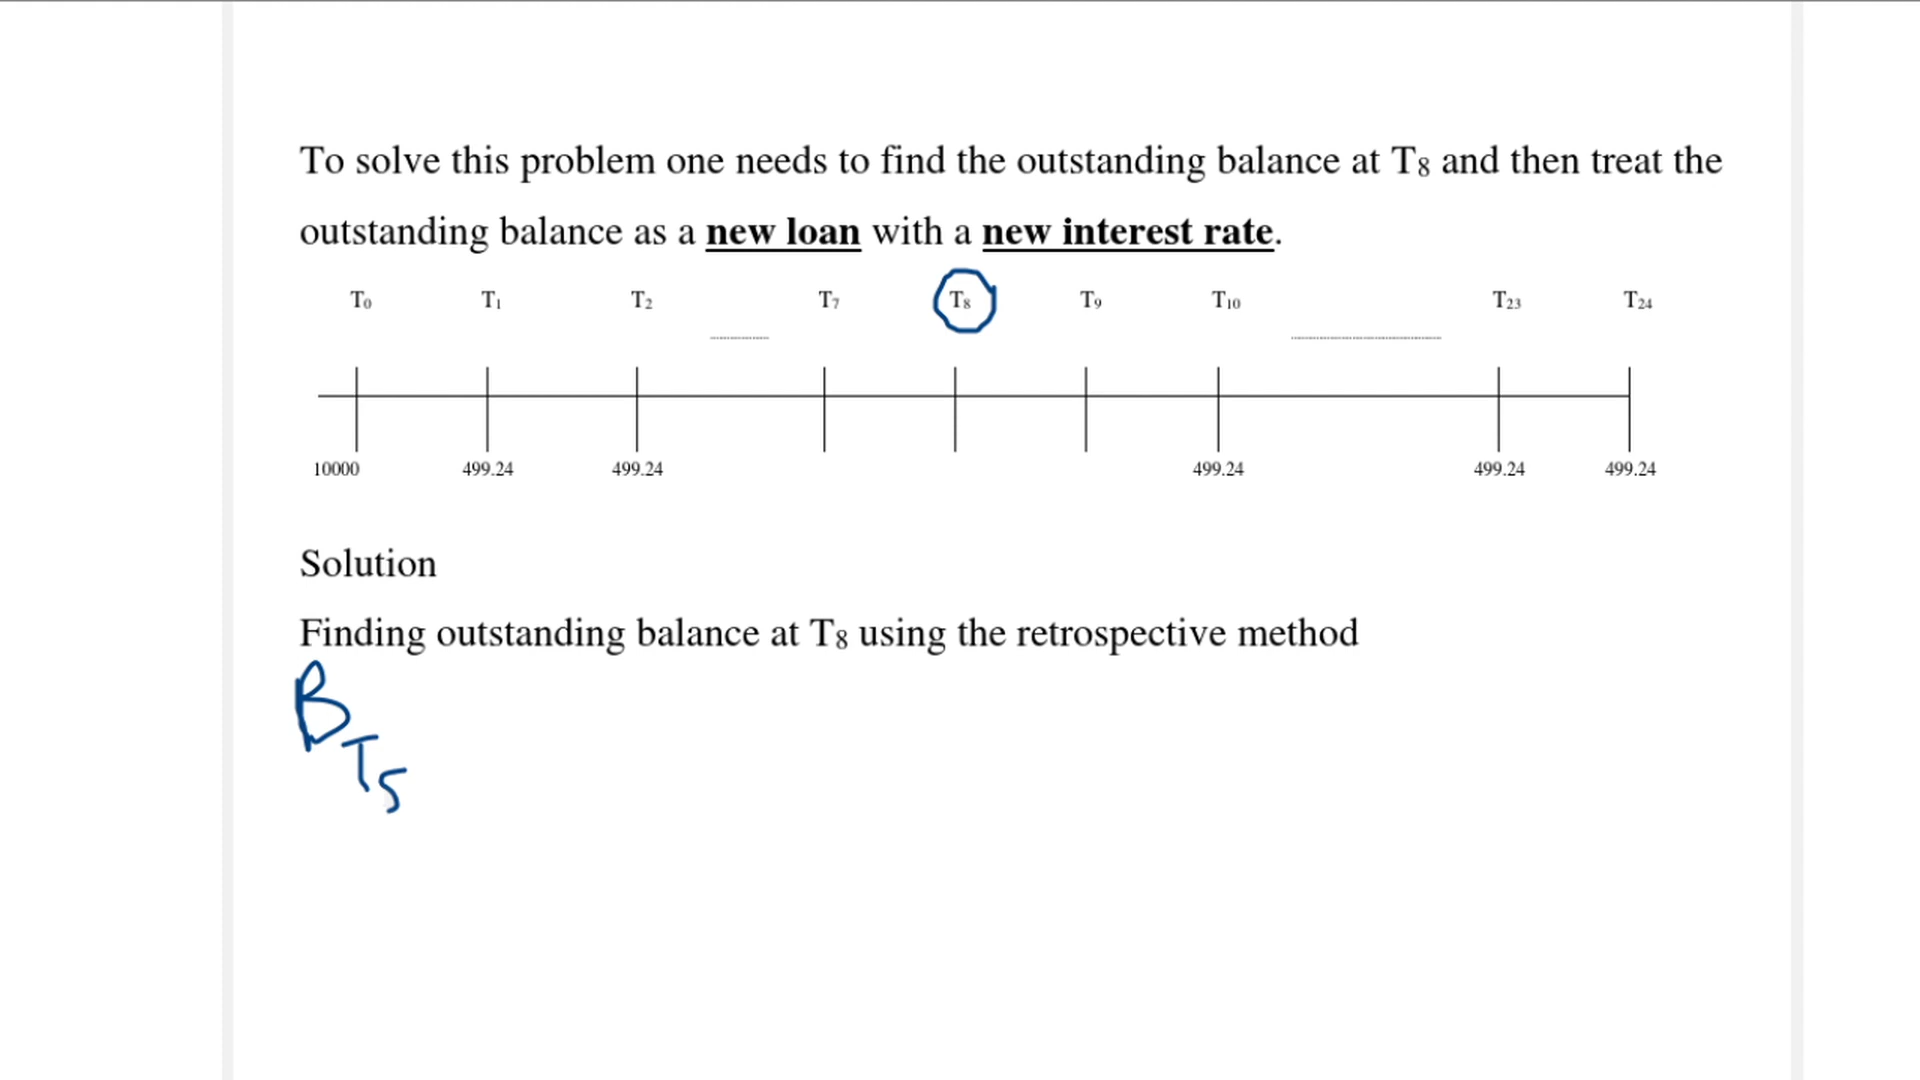 To solve this problem one needs to find the outstanding balance at T8 and then treat the
outstanding balance as a new loan with a new interest rate.
T0 T1 T2 T7 T8 T9 T10 T23 T24
10000 499.24 499.24 499.24 499.24 499.24
Solution
Finding outstanding balance at T8 using the retrospective method
B
T5